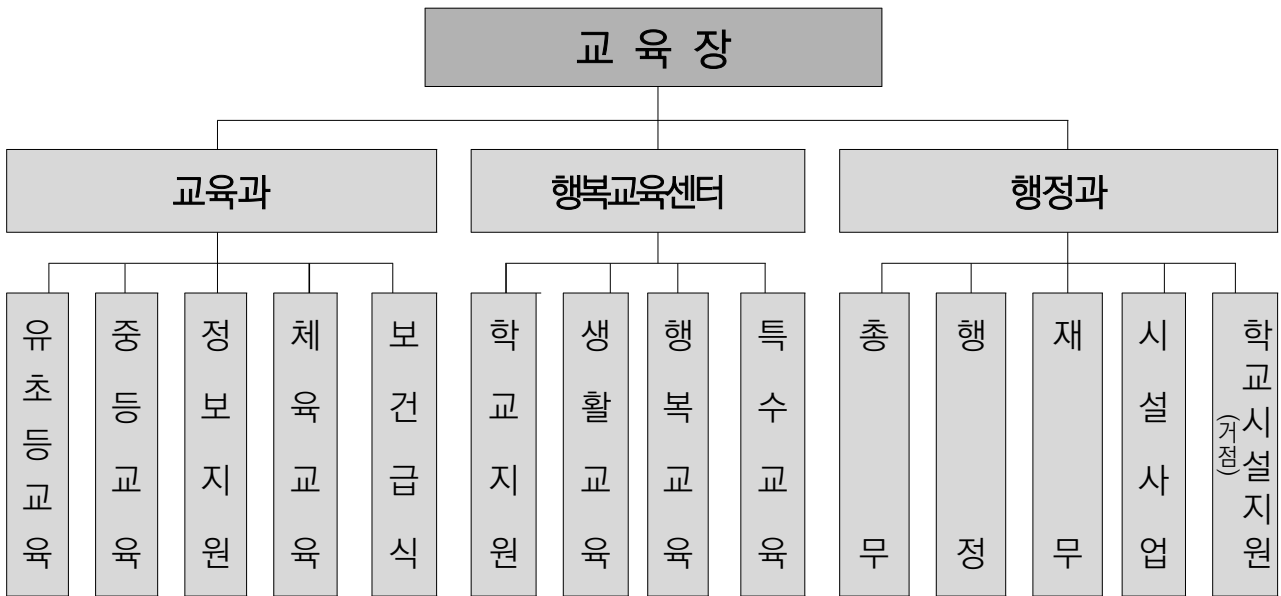 교 육 장
교육과
행복교육센터
행정과
유초등교육
중등교육
정보지원
체육교육
보건급식
학교지원
생활교육
행복교육
특수교육
총무
행정
재무
시설사업
학교시설지원
(거점)